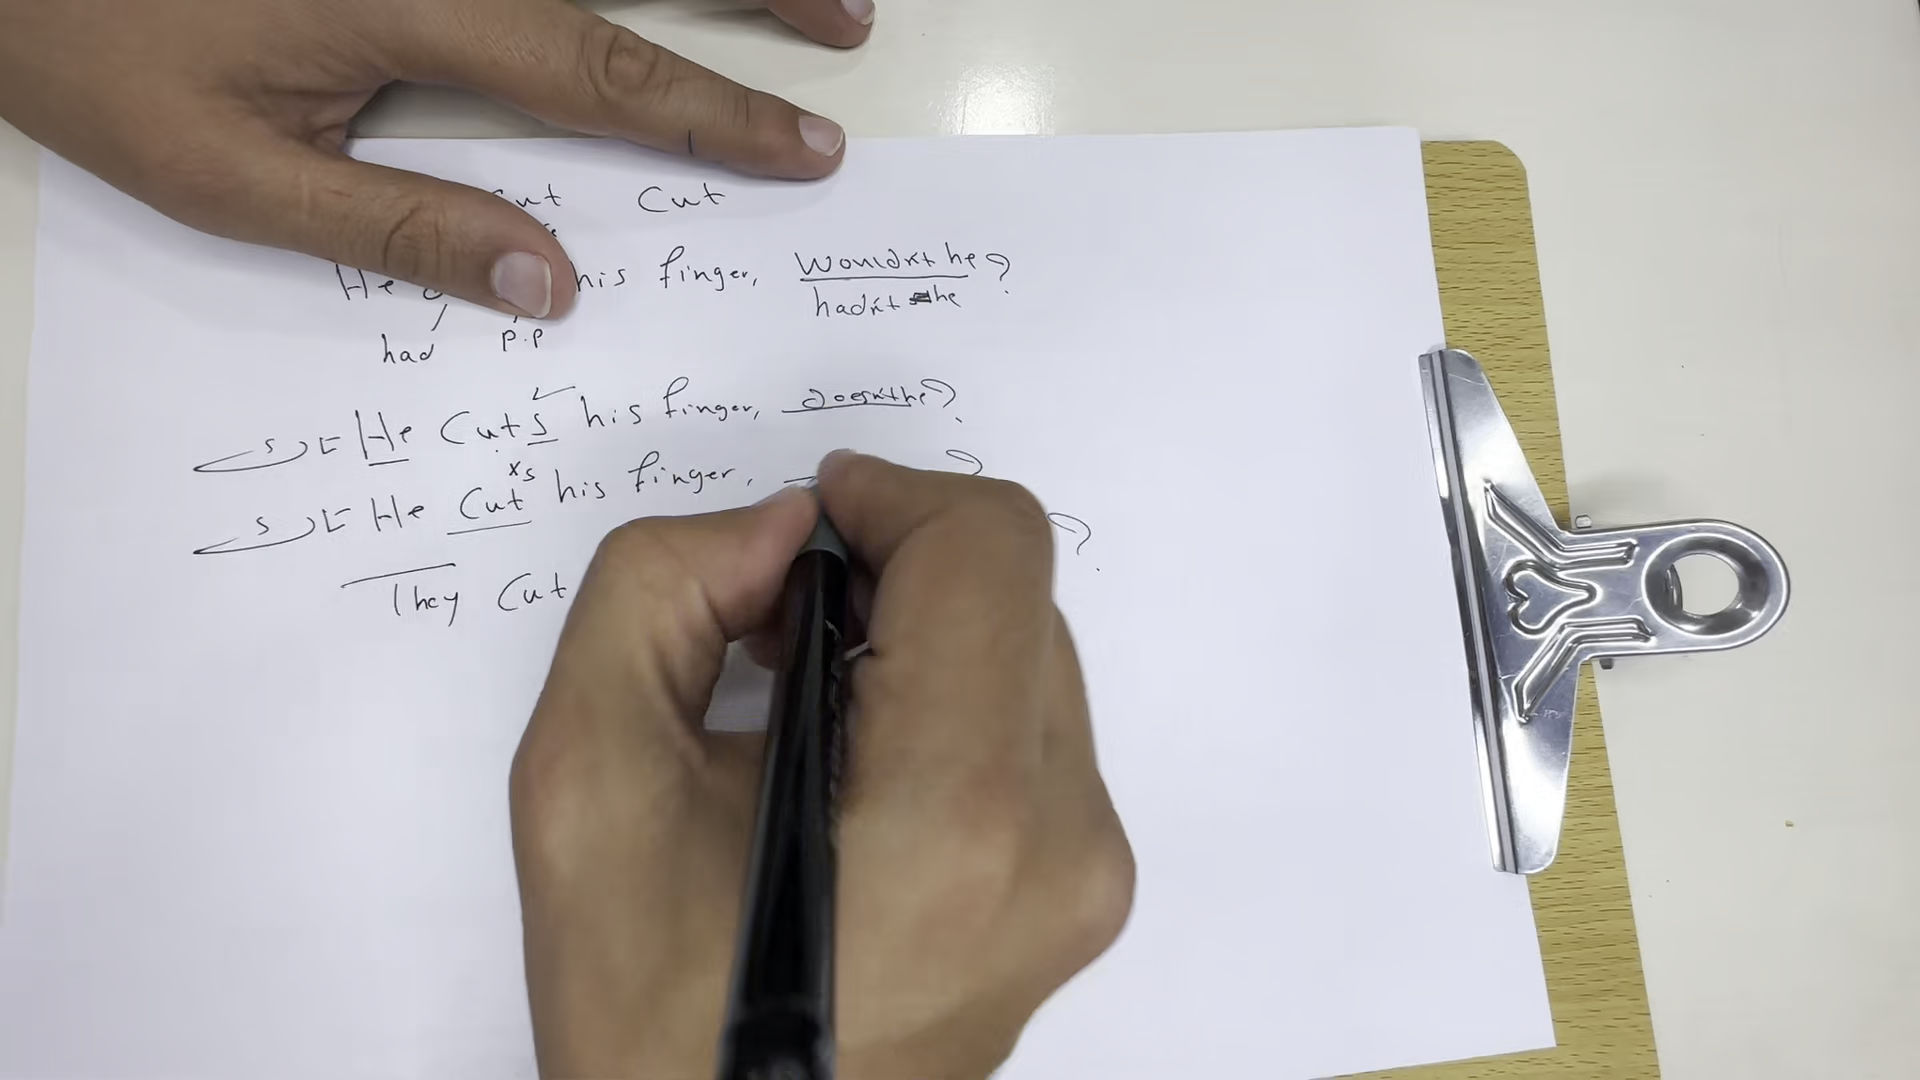 cut cut
He his finger, Wouldn't he?
hadn't he
had p.p
s He Cuts his finger, doesn't he?
xs
s He Cut his finger,
They Cut ?